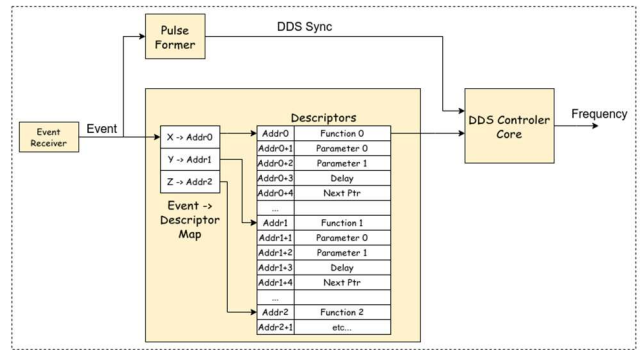 Pulse
Former
DDS Sync
Event
Receiver
Event
X -> Addr0
Y -> Addr1
Z -> Addr2
Event ->
Descriptor
Map
Descriptors
Addr0 Function 0
Addr0+1 Parameter 0
Addr0+2 Parameter 1
Addr0+3 Delay
Addr0+4 Next Ptr
...
Addr1 Function 1
Addr1+1 Parameter 0
Addr1+2 Parameter 1
Addr1+3 Delay
Addr1+4 Next Ptr
...
Addr2 Function 2
Addr2+1 etc...
DDS Controler
Core
Frequency